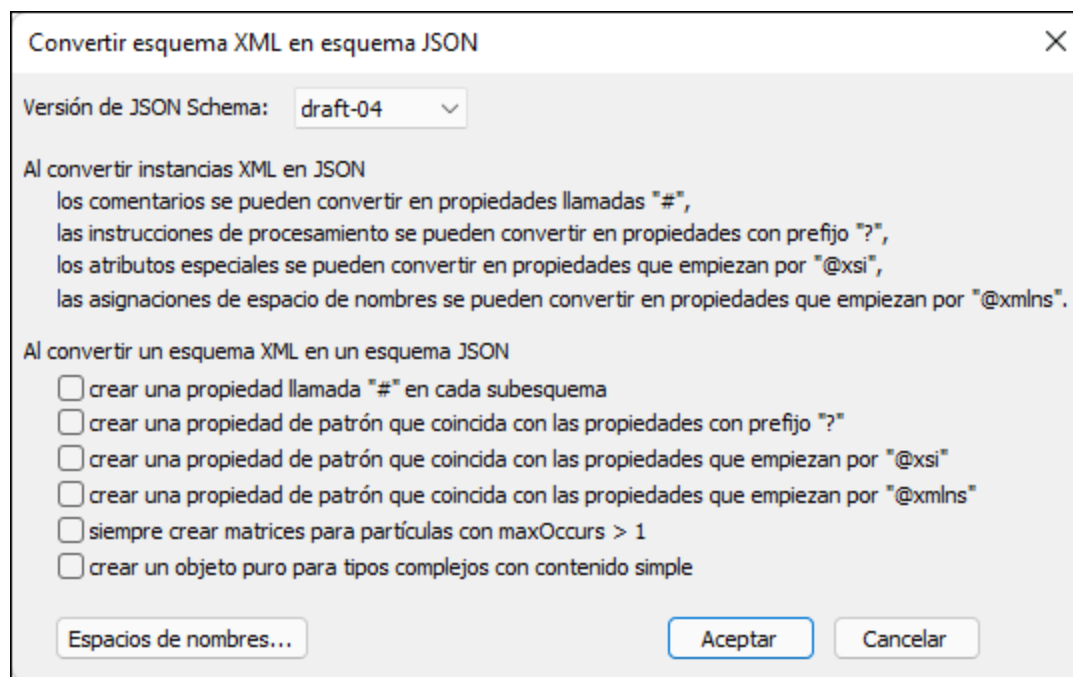 Convertir esquema XML en esquema JSON
Versión de JSON Schema: draft-04
Al convertir instancias XML en JSON
los comentarios se pueden convertir en propiedades llamadas "#",
las instrucciones de procesamiento se pueden convertir en propiedades con prefijo "?",
los atributos especiales se pueden convertir en propiedades que empiezan por "@xsi",
las asignaciones de espacio de nombres se pueden convertir en propiedades que empiezan por "@xmlns".
Al convertir un esquema XML en un esquema JSON
crear una propiedad llamada "#" en cada subesquema
crear una propiedad de patrón que coincida con las propiedades con prefijo "?"
crear una propiedad de patrón que coincida con las propiedades que empiezan por "@xsi"
crear una propiedad de patrón que coincida con las propiedades que empiezan por "@xmlns"
siempre crear matrices para partículas con maxOccurs > 1
crear un objeto puro para tipos complejos con contenido simple
Espacios de nombres... Aceptar Cancelar